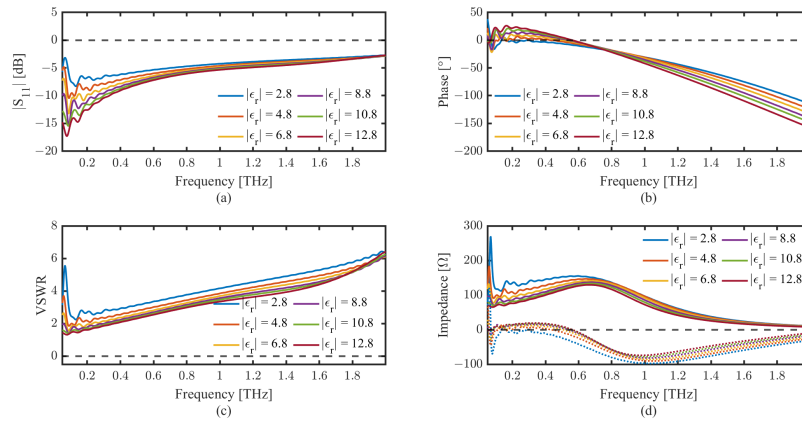 0
-5
-10
-15
-20
|S₁₁| [dB]
|ϵᵣ| = 2.8 |ϵᵣ| = 8.8
|ϵᵣ| = 4.8 |ϵᵣ| = 10.8
|ϵᵣ| = 6.8 |ϵᵣ| = 12.8
0.2 0.4 0.6 0.8 1 1.2 1.4 1.6 1.8
Frequency [THz]
(a)
50
0
-50
-100
-150
Phase [°]
|ϵᵣ| = 2.8 |ϵᵣ| = 8.8
|ϵᵣ| = 4.8 |ϵᵣ| = 10.8
|ϵᵣ| = 6.8 |ϵᵣ| = 12.8
0.2 0.4 0.6 0.8 1 1.2 1.4 1.6 1.8
Frequency [THz]
(b)
8
6
4
2
0
VSWR
|ϵᵣ| = 2.8 |ϵᵣ| = 8.8
|ϵᵣ| = 4.8 |ϵᵣ| = 10.8
|ϵᵣ| = 6.8 |ϵᵣ| = 12.8
0.2 0.4 0.6 0.8 1 1.2 1.4 1.6 1.8
Frequency [THz]
(c)
300
200
100
0
-100
Impedance [Ω]
|ϵᵣ| = 2.8 |ϵᵣ| = 8.8
|ϵᵣ| = 4.8 |ϵᵣ| = 10.8
|ϵᵣ| = 6.8 |ϵᵣ| = 12.8
0.2 0.4 0.6 0.8 1 1.2 1.4 1.6 1.8
Frequency [THz]
(d)